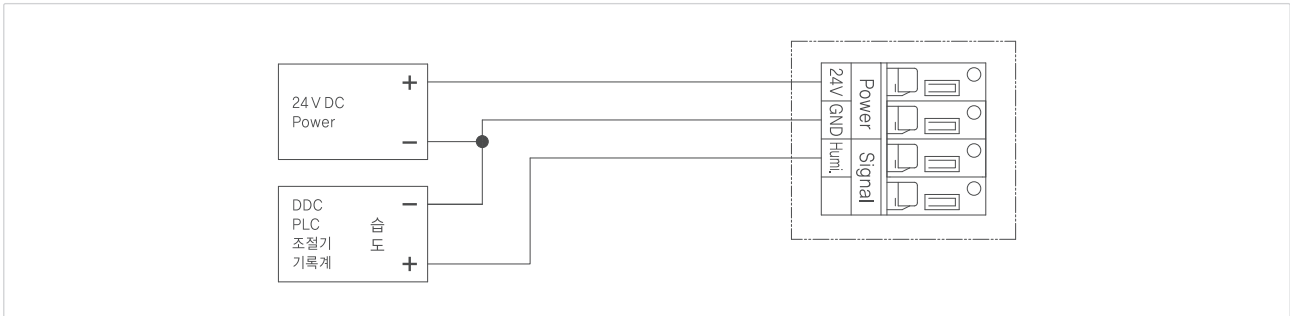 +
24 V DC
Power
−
DDC
PLC
조절기
기록계
습
도
−
+
24V
GND
Humi.
Power
Signal